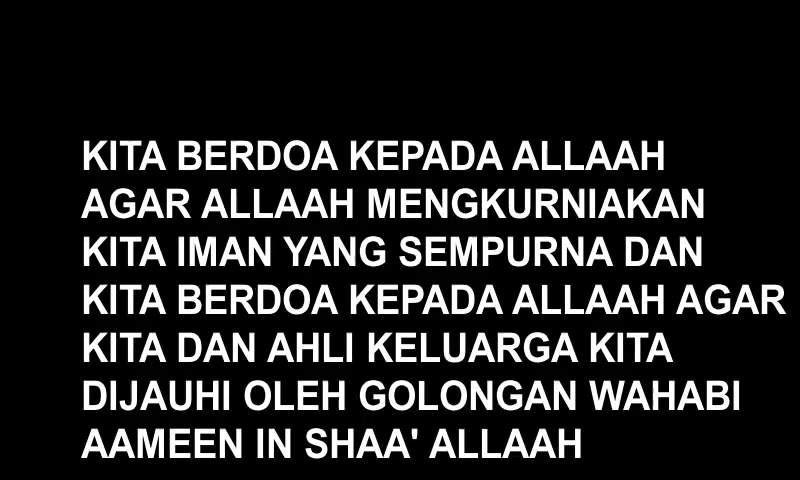 KITA BERDOA KEPADA ALLAAH
AGAR ALLAAH MENGKURNIAKAN
KITA IMAN YANG SEMPURNA DAN
KITA BERDOA KEPADA ALLAAH AGAR
KITA DAN AHLI KELUARGA KITA
DIJAUHI OLEH GOLONGAN WAHABI
AAMEEN IN SHAA' ALLAAH